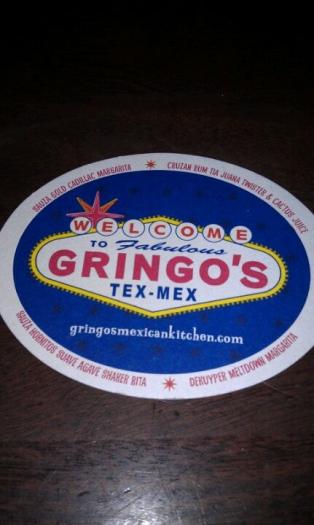 SAUZA GOLD CADILLAC MARGARITA * CRUZAN RUM TIA JUANA TWISTER & CACTUS JUICE
WELCOME
TO Fabulous
GRINGO'S
TEX-MEX
gringosmexicankitchen.com
SAUZA HORNITOS SUAVE AGAVE SHAKER RITA * DEKUYPER MELTDOWN MARGARITA